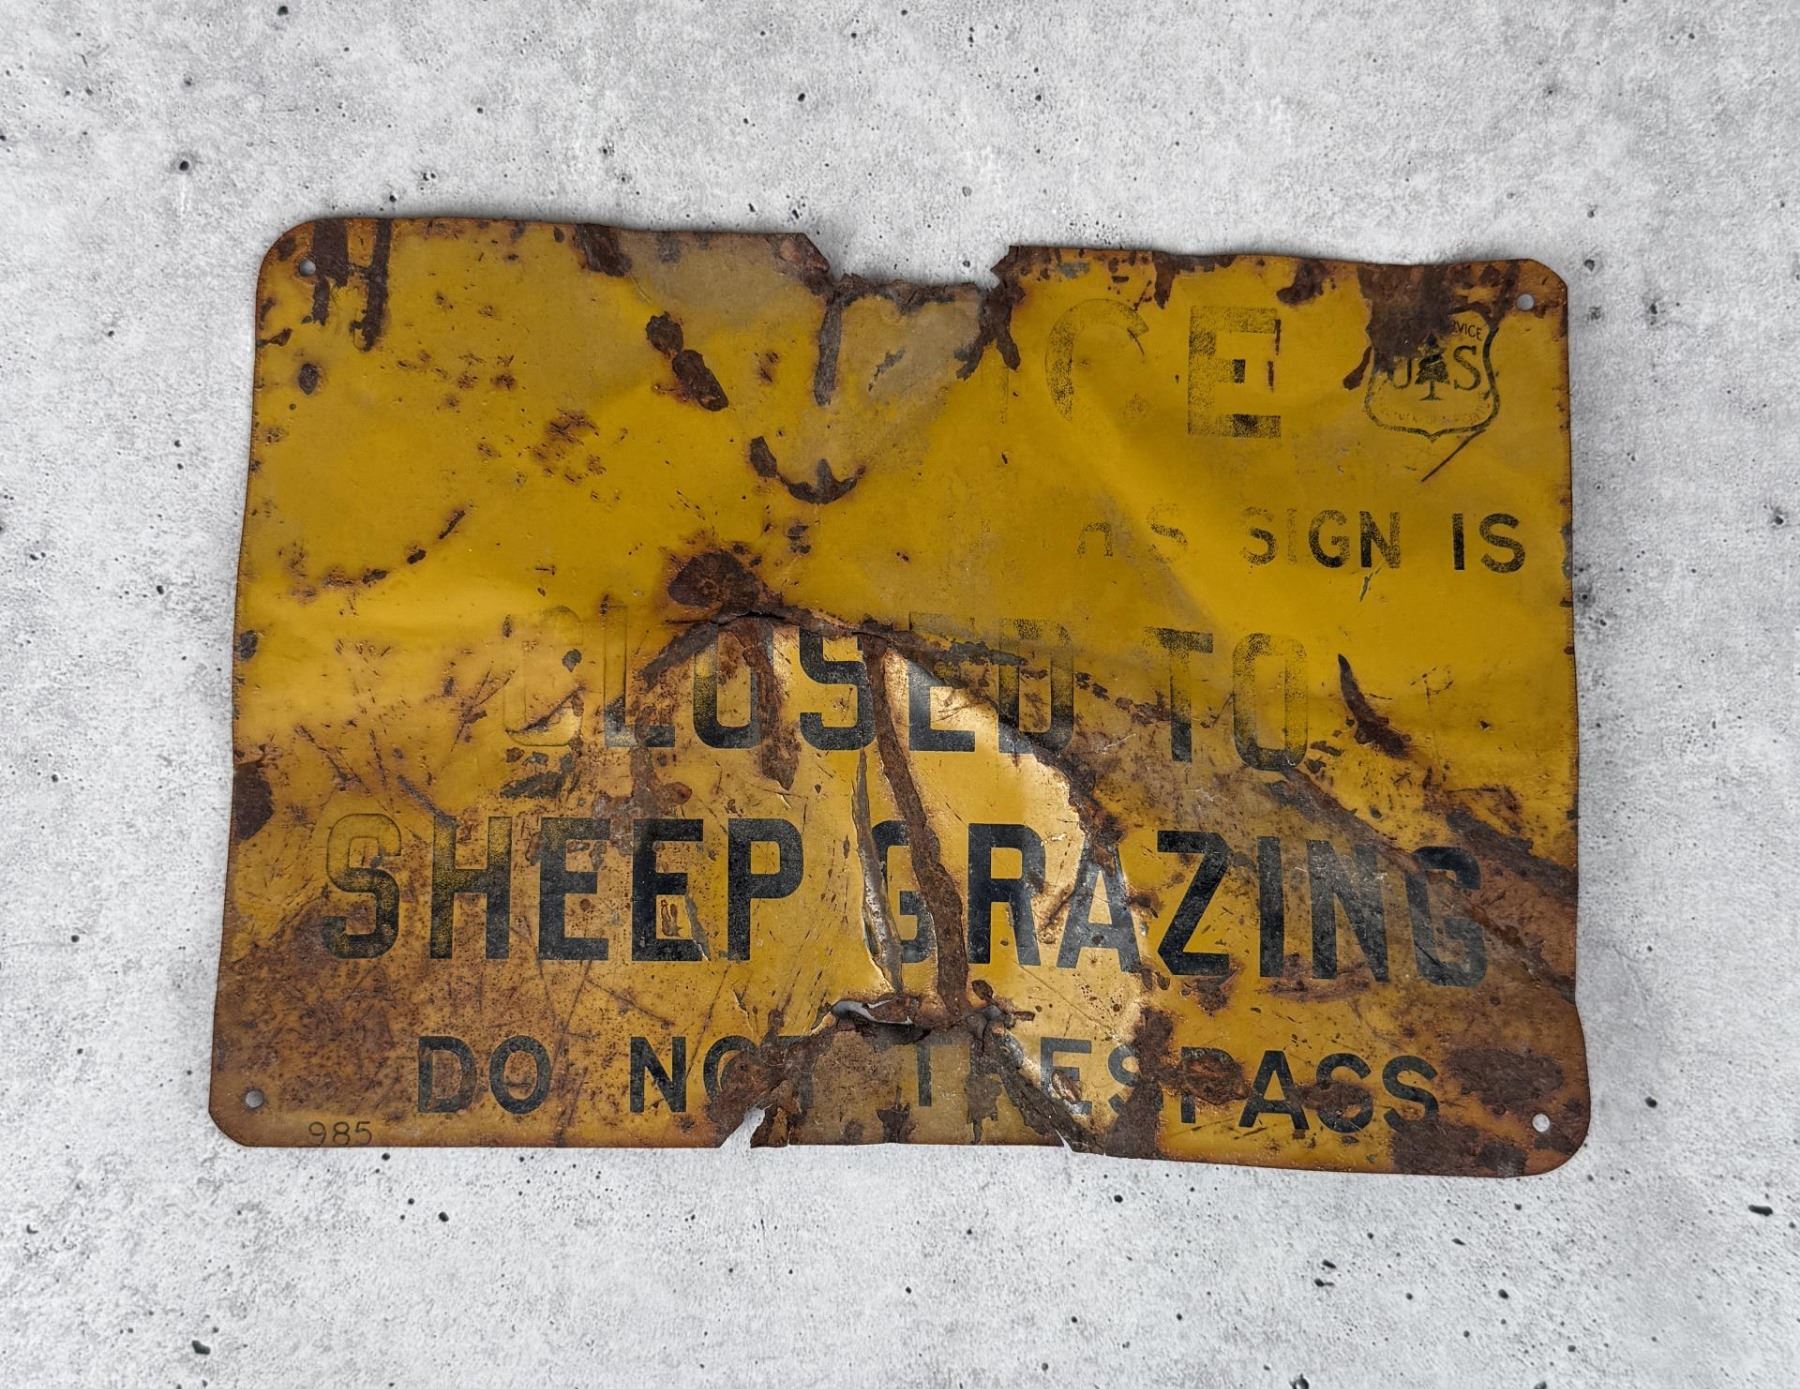 CE
U S
SIGN IS
CLOSED TO
SHEEP GRAZING
DO NOT TRESPASS
985